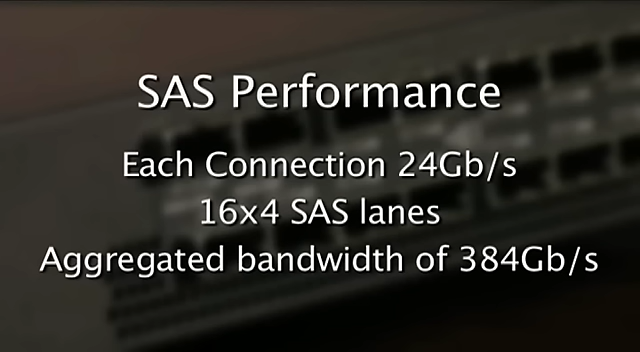 SAS Performance
Each Connection 24Gb/s
16x4 SAS lanes
Aggregated bandwidth of 384Gb/s